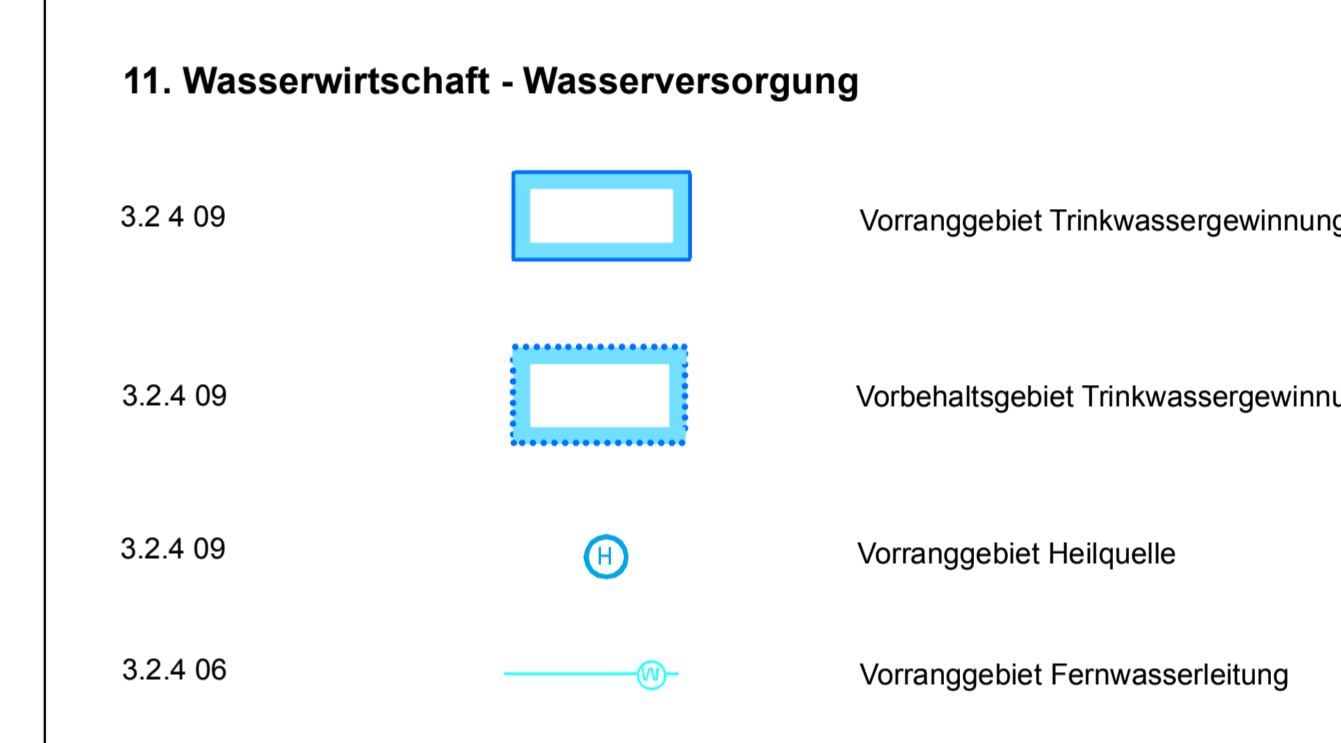 11. Wasserwirtschaft - Wasserversorgung
3.2 4 09 Vorranggebiet Trinkwassergewinnung
3.2.4 09 Vorbehaltsgebiet
3.2.4 09 H Vorranggebiet Heilquelle
3.2.4 06 W Vorranggebiet Fernwasserleitung